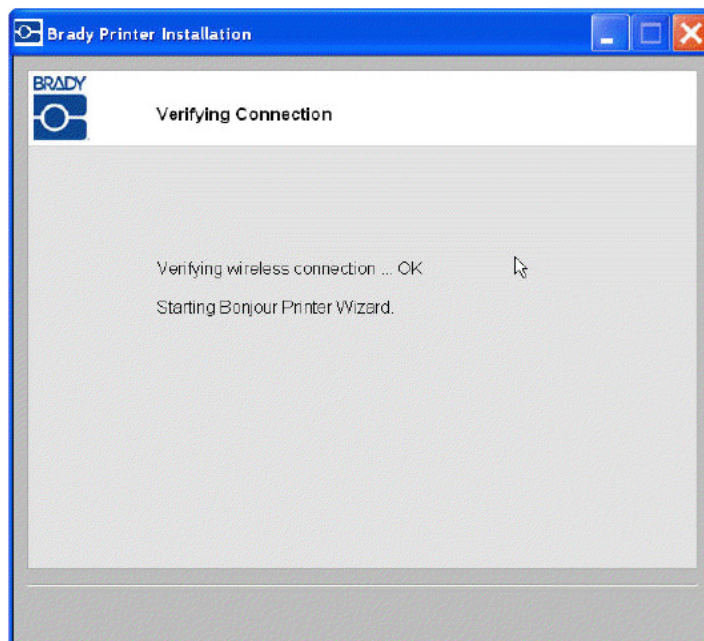 Brady Printer Installation
BRADY
Verifying Connection
Verifying wireless connection ... OK
Starting Bonjour Printer Wizard.